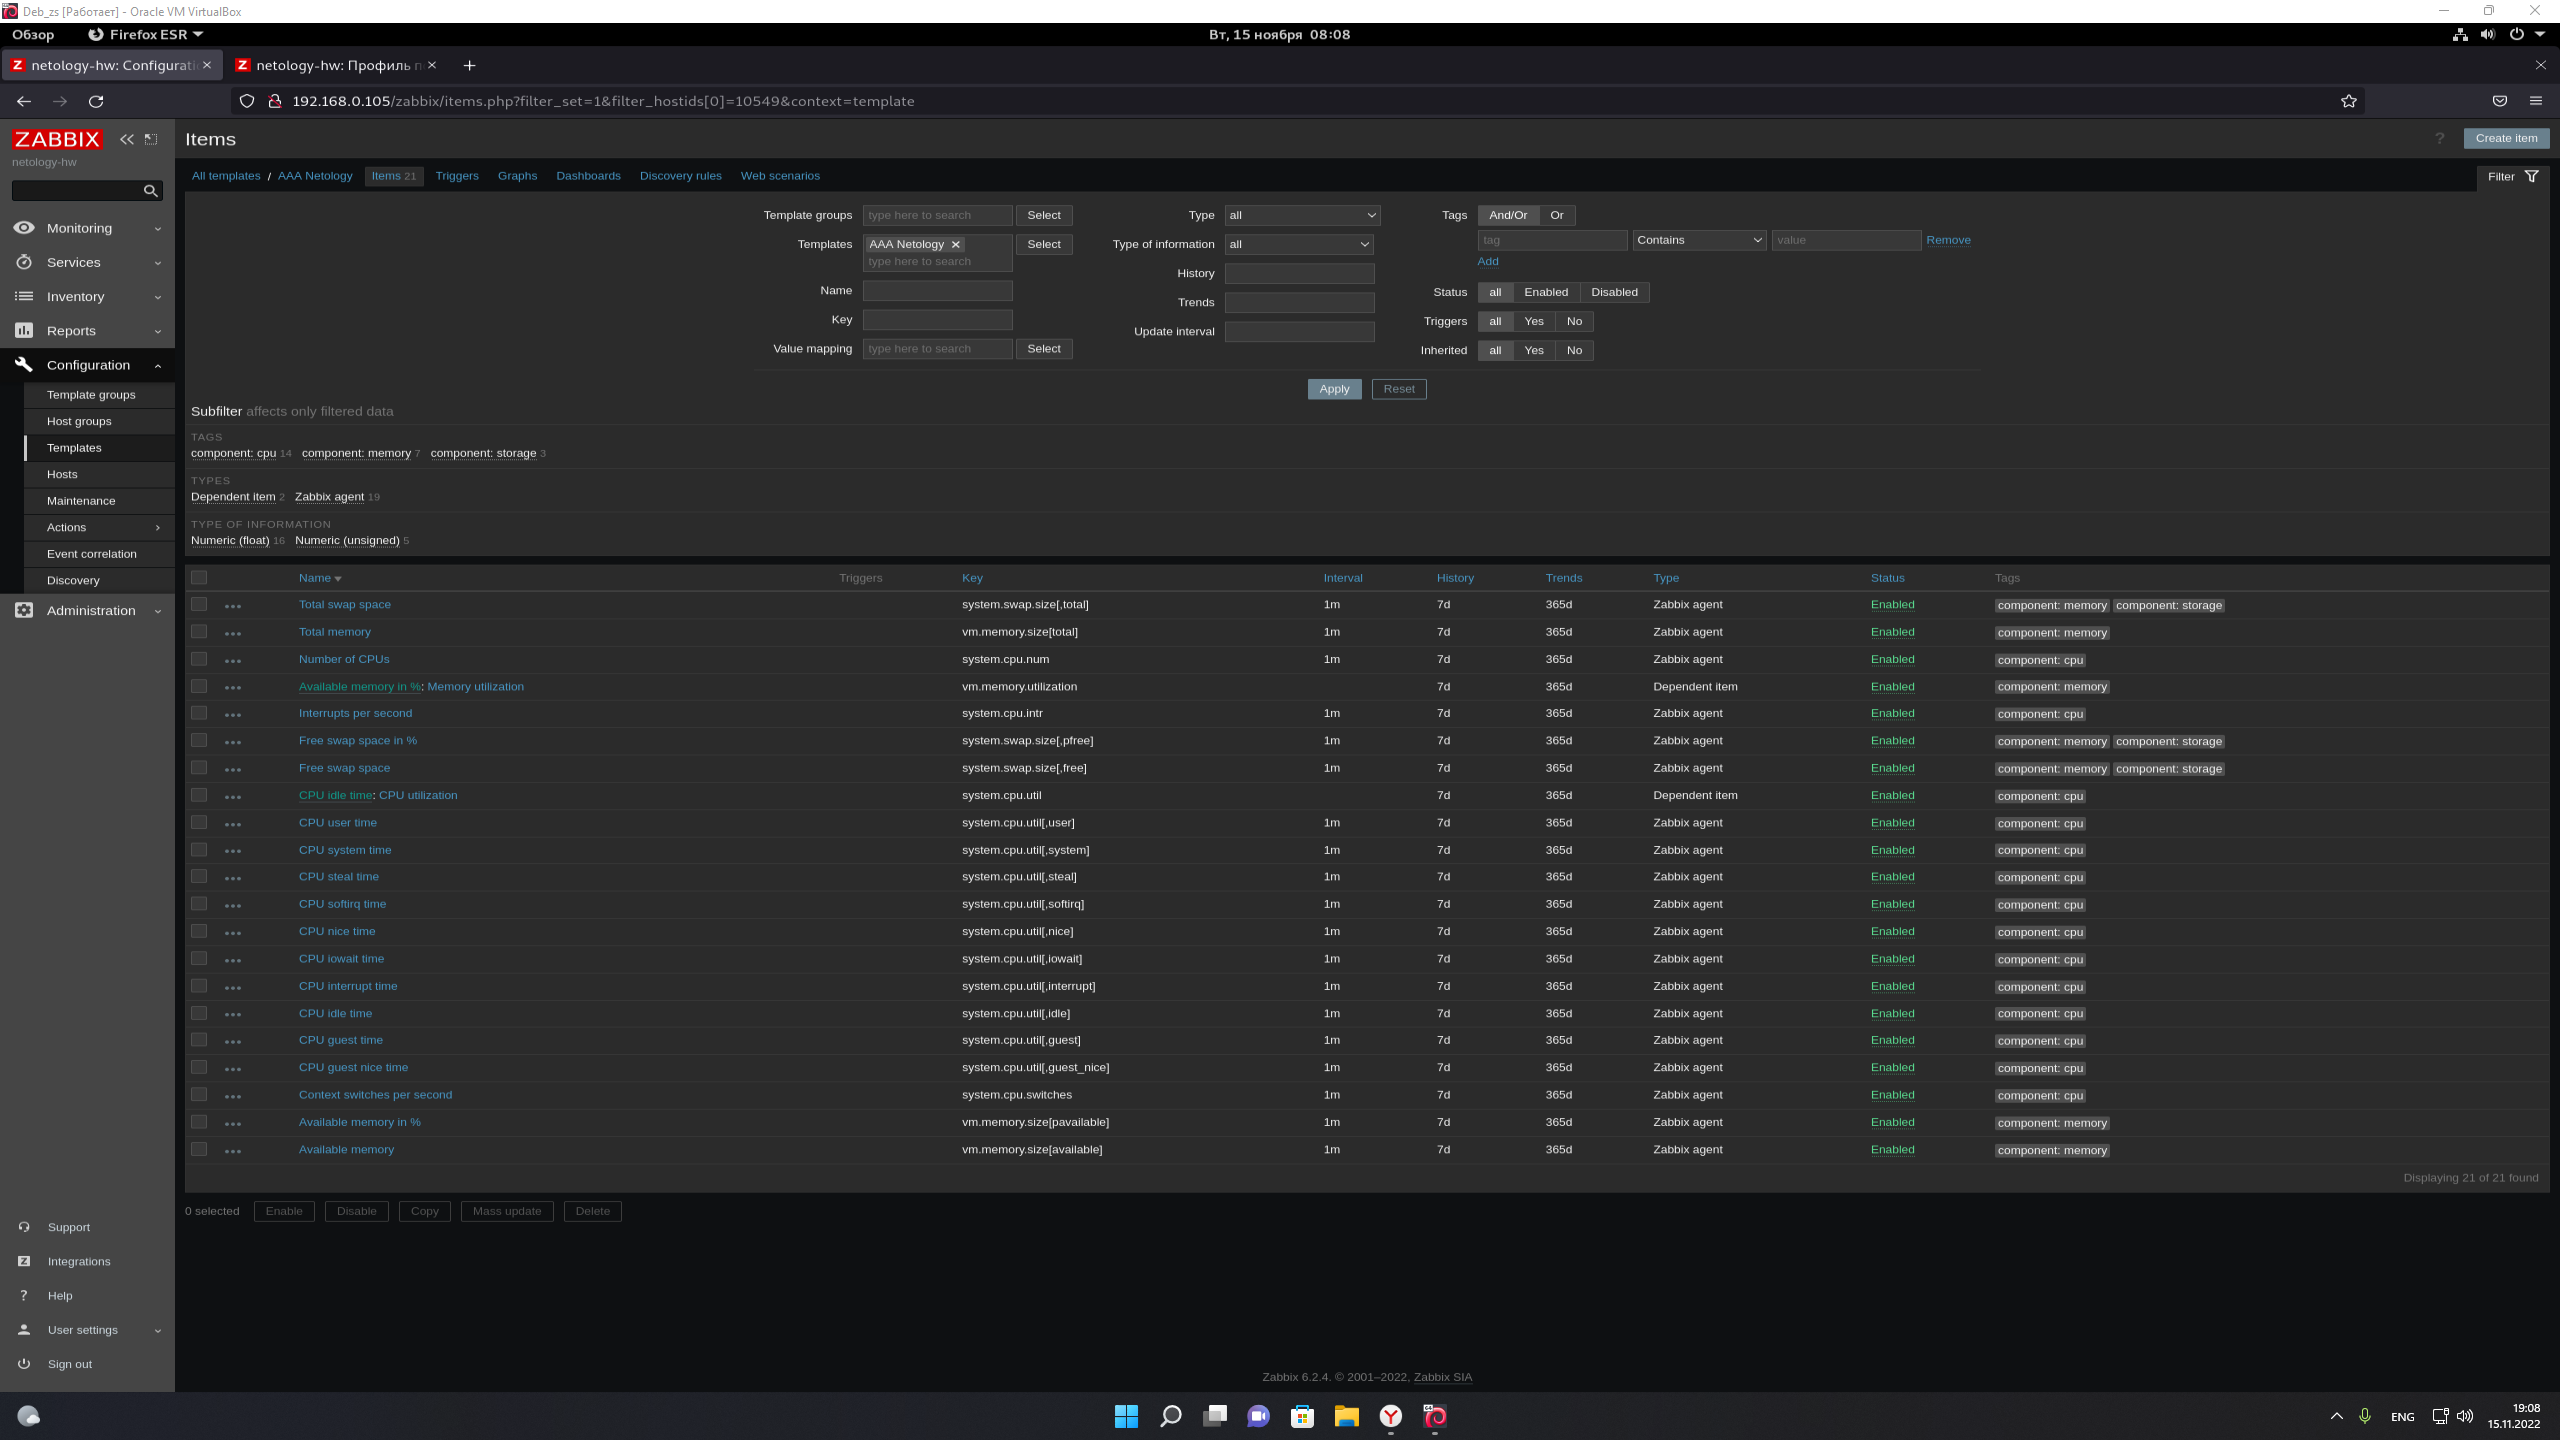 Deb_zs [Работает] - Oracle VM VirtualBox
Обзор Firefox ESR Вт, 15 ноября 08:08
netology-hw: Configurati netology-hw: Профиль п
192.168.0.105/zabbix/items.php?filter_set=1&filter_hostids[0]=10549&context=template
ZABBIX
netology-hw
Monitoring
Services
Inventory
Reports
Configuration
Template groups
Host groups
Templates
Hosts
Maintenance
Actions
Event correlation
Discovery
Administration
Support
Integrations
Help
User settings
Sign out
Items ? Create item
All templates / AAA Netology Items 21 Triggers Graphs Dashboards Discovery rules Web scenarios Filter
Template groups type here to search Select Type all Tags And/Or Or
Templates AAA Netology Select Type of information all tag Contains value Remove
type here to search Add
History
Name Trends Status all Enabled Disabled
Key Update interval Triggers all Yes No
Value mapping type here to search Select Inherited all Yes No
Apply Reset
Subfilter affects only filtered data
TAGS
component: cpu 14 component: memory 7 component: storage 3
TYPES
Dependent item 2 Zabbix agent 19
TYPE OF INFORMATION
Numeric (float) 16 Numeric (unsigned) 5
Name Triggers Key Interval History Trends Type Status Tags
Total swap space system.swap.size[,total] 1m 7d 365d Zabbix agent Enabled component: memory component: storage
Total memory vm.memory.size[total] 1m 7d 365d Zabbix agent Enabled component: memory
Number of CPUs system.cpu.num 1m 7d 365d Zabbix agent Enabled component: cpu
Available memory in %: Memory utilization vm.memory.utilization 7d 365d Dependent item Enabled component: memory
Interrupts per second system.cpu.intr 1m 7d 365d Zabbix agent Enabled component: cpu
Free swap space in % system.swap.size[,pfree] 1m 7d 365d Zabbix agent Enabled component: memory component: storage
Free swap space system.swap.size[,free] 1m 7d 365d Zabbix agent Enabled component: memory component: storage
CPU idle time: CPU utilization system.cpu.util 7d 365d Dependent item Enabled component: cpu
CPU user time system.cpu.util[,user] 1m 7d 365d Zabbix agent Enabled component: cpu
CPU system time system.cpu.util[,system] 1m 7d 365d Zabbix agent Enabled component: cpu
CPU steal time system.cpu.util[,steal] 1m 7d 365d Zabbix agent Enabled component: cpu
CPU softirq time system.cpu.util[,softirq] 1m 7d 365d Zabbix agent Enabled component: cpu
CPU nice time system.cpu.util[,nice] 1m 7d 365d Zabbix agent Enabled component: cpu
CPU iowait time system.cpu.util[,iowait] 1m 7d 365d Zabbix agent Enabled component: cpu
CPU interrupt time system.cpu.util[,interrupt] 1m 7d 365d Zabbix agent Enabled component: cpu
CPU idle time system.cpu.util[,idle] 1m 7d 365d Zabbix agent Enabled component: cpu
CPU guest time system.cpu.util[,guest] 1m 7d 365d Zabbix agent Enabled component: cpu
CPU guest nice time system.cpu.util[,guest_nice] 1m 7d 365d Zabbix agent Enabled component: cpu
Context switches per second system.cpu.switches 1m 7d 365d Zabbix agent Enabled component: cpu
Available memory in % vm.memory.size[pavailable] 1m 7d 365d Zabbix agent Enabled component: memory
Available memory vm.memory.size[available] 1m 7d 365d Zabbix agent Enabled component: memory
Displaying 21 of 21 found
0 selected Enable Disable Copy Mass update Delete
Zabbix 6.2.4. © 2001–2022, Zabbix SIA
ENG 19:08
15.11.2022